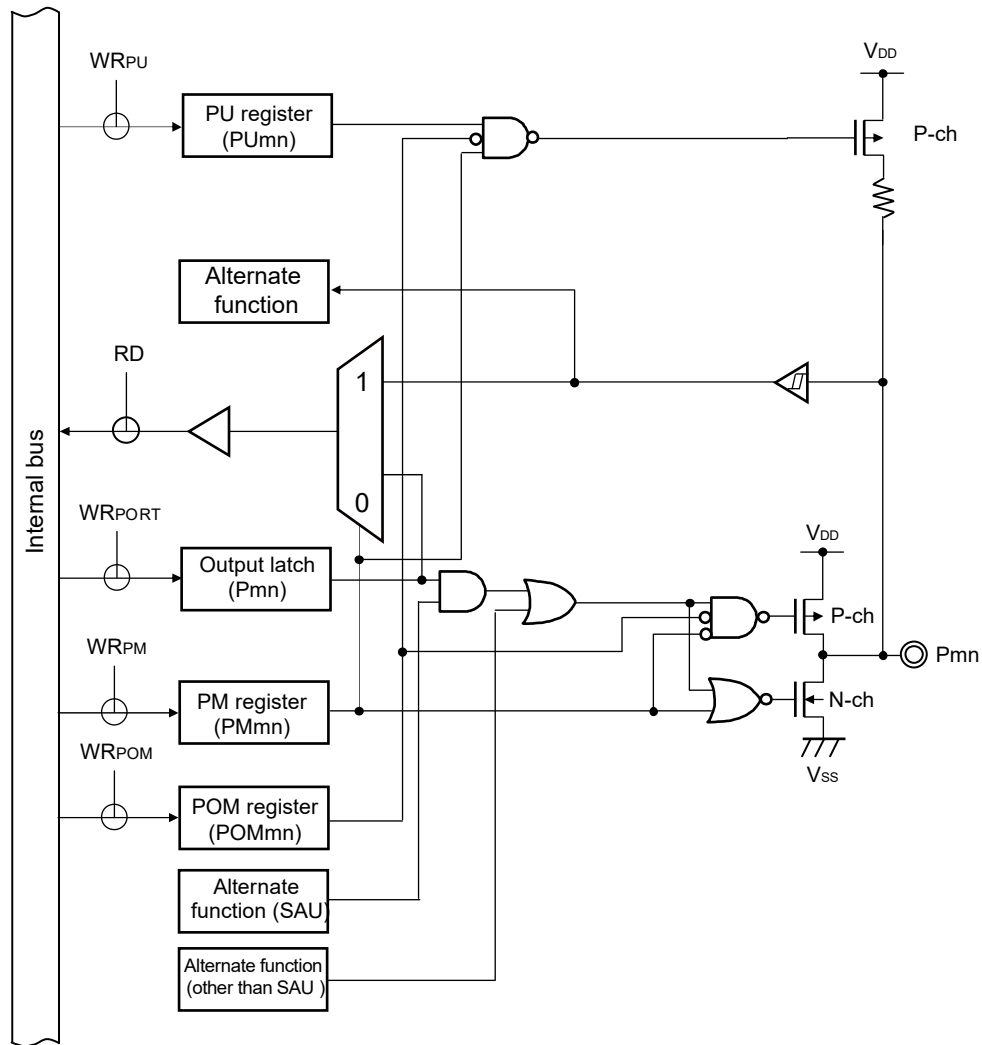 WRPU
PU register
(PUmn)
VDD
P-ch
Alternate
function
RD
1
0
Internal bus
WRPORT
Output latch
(Pmn)
VDD
P-ch
Pmn
WRPM
PM register
(PMmn)
N-ch
VSS
WRPOM
POM register
(POMmn)
Alternate
function (SAU)
Alternate function
(other than SAU )